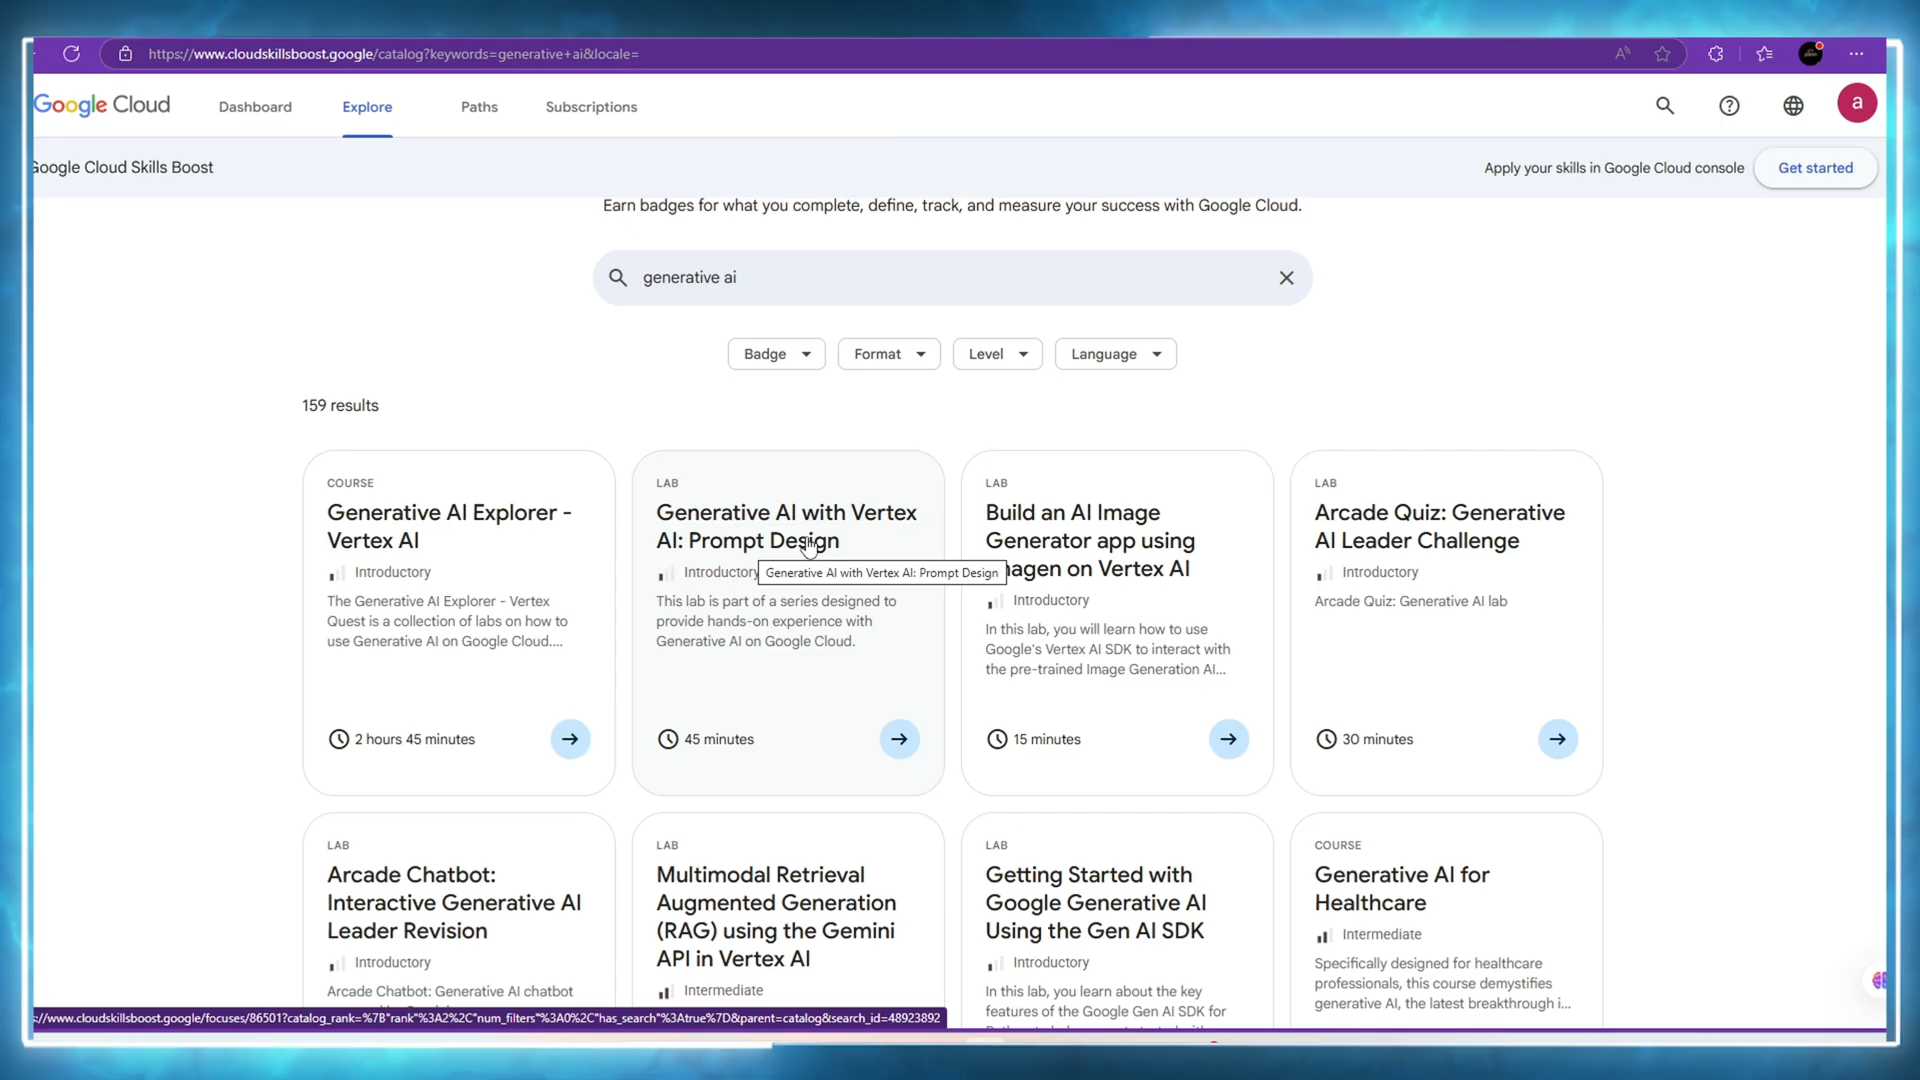 https://www.cloudskillsboost.google/catalog?keywords=generative+ai&locale=
Google Cloud
Dashboard
Explore
Paths
Subscriptions
a
Google Cloud Skills Boost
Apply your skills in Google Cloud console
Get started
Earn badges for what you complete, define, track, and measure your success with Google Cloud.
generative ai
Badge
Format
Level
Language
159 results
COURSE
Generative AI Explorer -
Vertex AI
Introductory
The Generative AI Explorer - Vertex
Quest is a collection of labs on how to
use Generative AI on Google Cloud....
2 hours 45 minutes
LAB
Generative AI with Vertex
AI: Prompt Design
Introductory
Generative AI with Vertex AI: Prompt Design
This lab is part of a series designed to
provide hands-on experience with
Generative AI on Google Cloud.
45 minutes
LAB
Build an AI Image
Generator app using
magen on Vertex AI
Introductory
In this lab, you will learn how to use
Google's Vertex AI SDK to interact with
the pre-trained Image Generation AI...
15 minutes
LAB
Arcade Quiz: Generative
AI Leader Challenge
Introductory
Arcade Quiz: Generative AI lab
30 minutes
LAB
Arcade Chatbot:
Interactive Generative AI
Leader Revision
Introductory
Arcade Chatbot: Generative AI chatbot
LAB
Multimodal Retrieval
Augmented Generation
(RAG) using the Gemini
API in Vertex AI
Intermediate
LAB
Getting Started with
Google Generative AI
Using the Gen AI SDK
Introductory
In this lab, you learn about the key
features of the Google Gen AI SDK for
COURSE
Generative AI for
Healthcare
Intermediate
Specifically designed for healthcare
professionals, this course demystifies
generative AI, the latest breakthrough i...
s://www.cloudskillsboost.google/focuses/86501?catalog_rank=%7B"rank"%3A2%2C"num_filters"%3A0%2C"has_search"%3Atrue%7D&parent=catalog&search_id=48923892